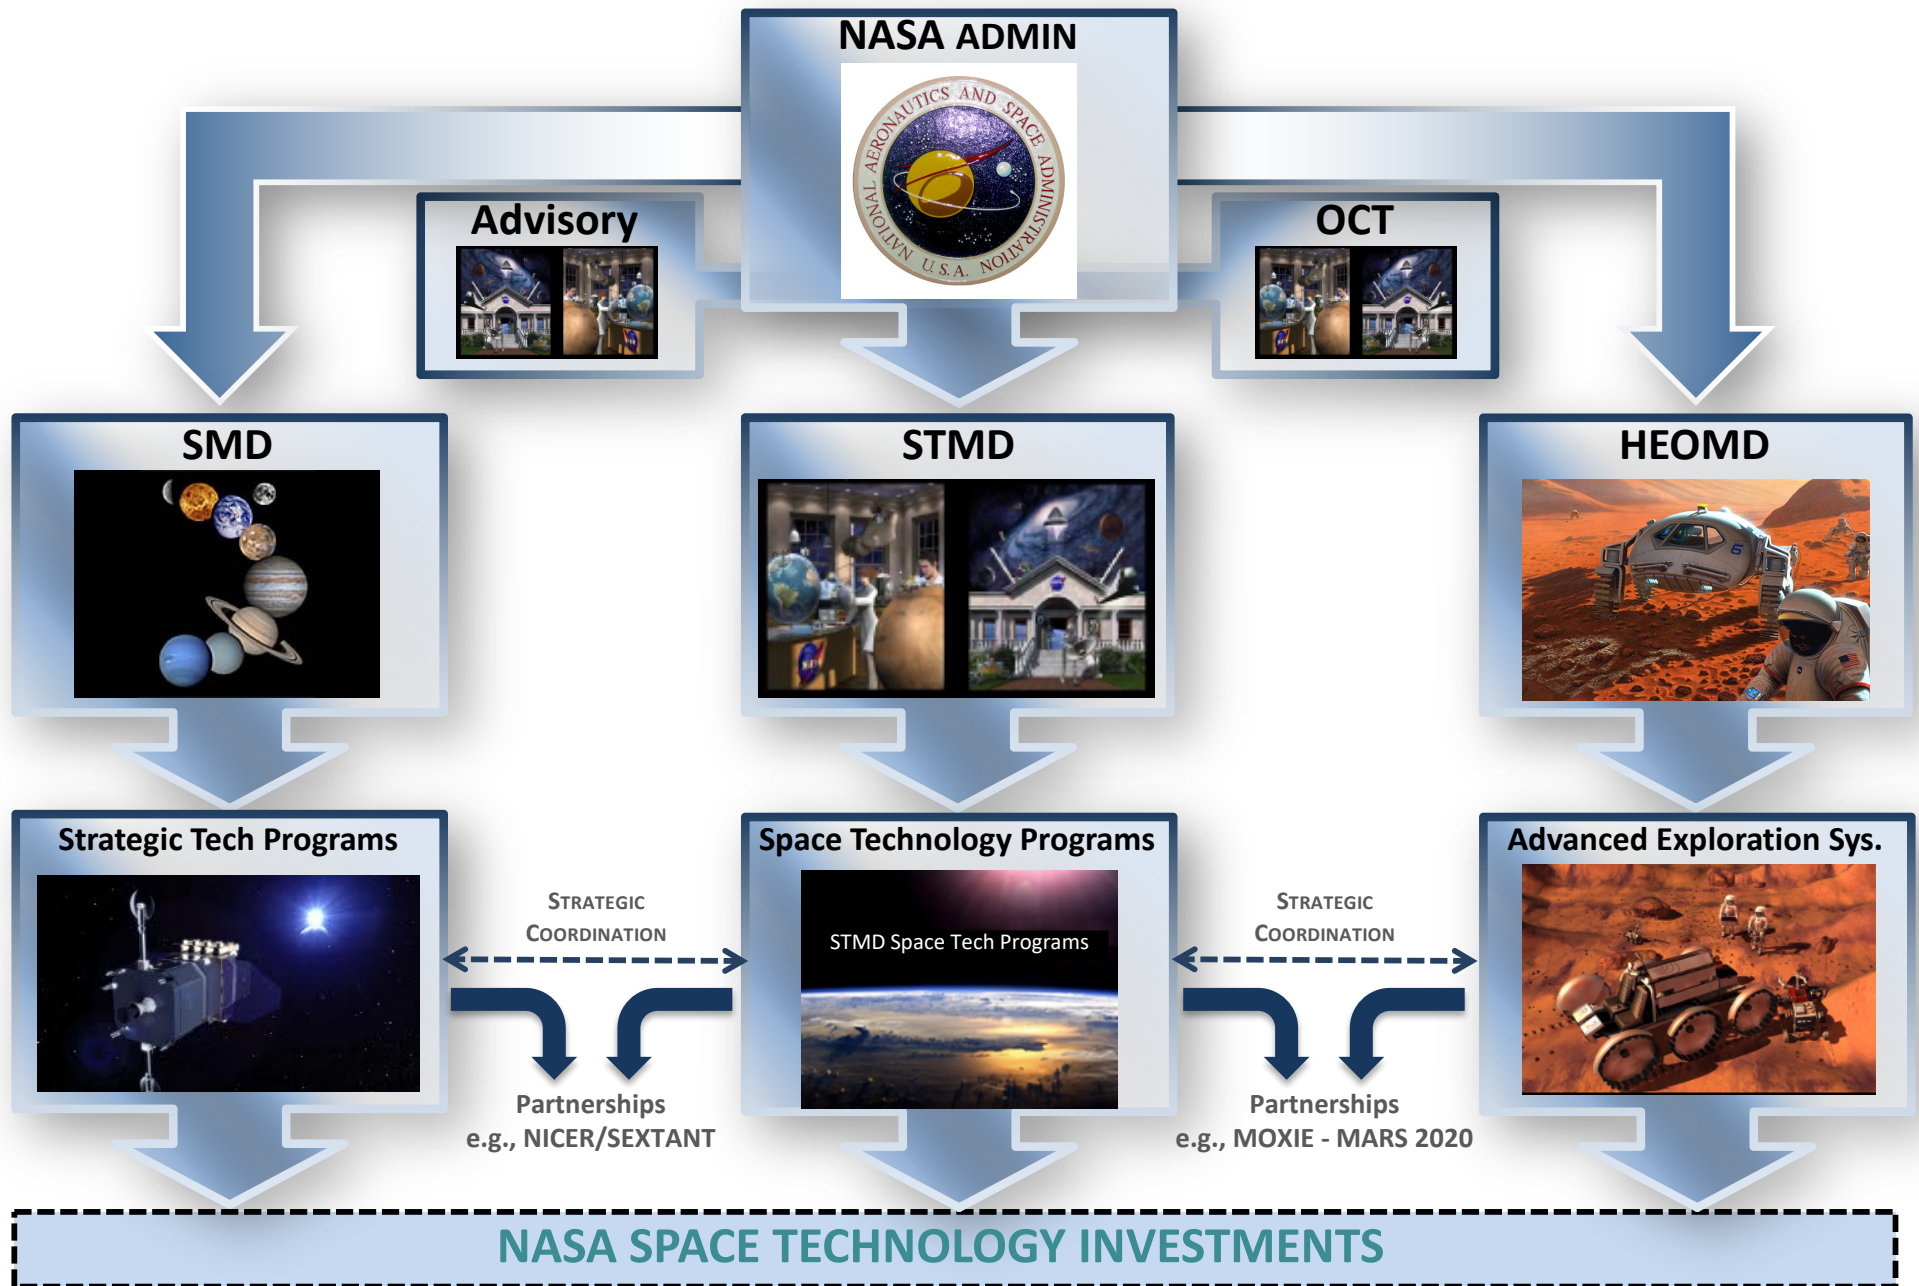 NASA ADMIN
NATIONAL AERONAUTICS AND SPACE ADMINISTRATION
U.S.A.
Advisory
OCT
SMD
STMD
HEOMD
6
Strategic Tech Programs
Space Technology Programs
Advanced Exploration Sys.
STRATEGIC
COORDINATION
STMD Space Tech Programs
STRATEGIC
COORDINATION
Partnerships
e.g., NICER/SEXTANT
Partnerships
e.g., MOXIE - MARS 2020
NASA SPACE TECHNOLOGY INVESTMENTS